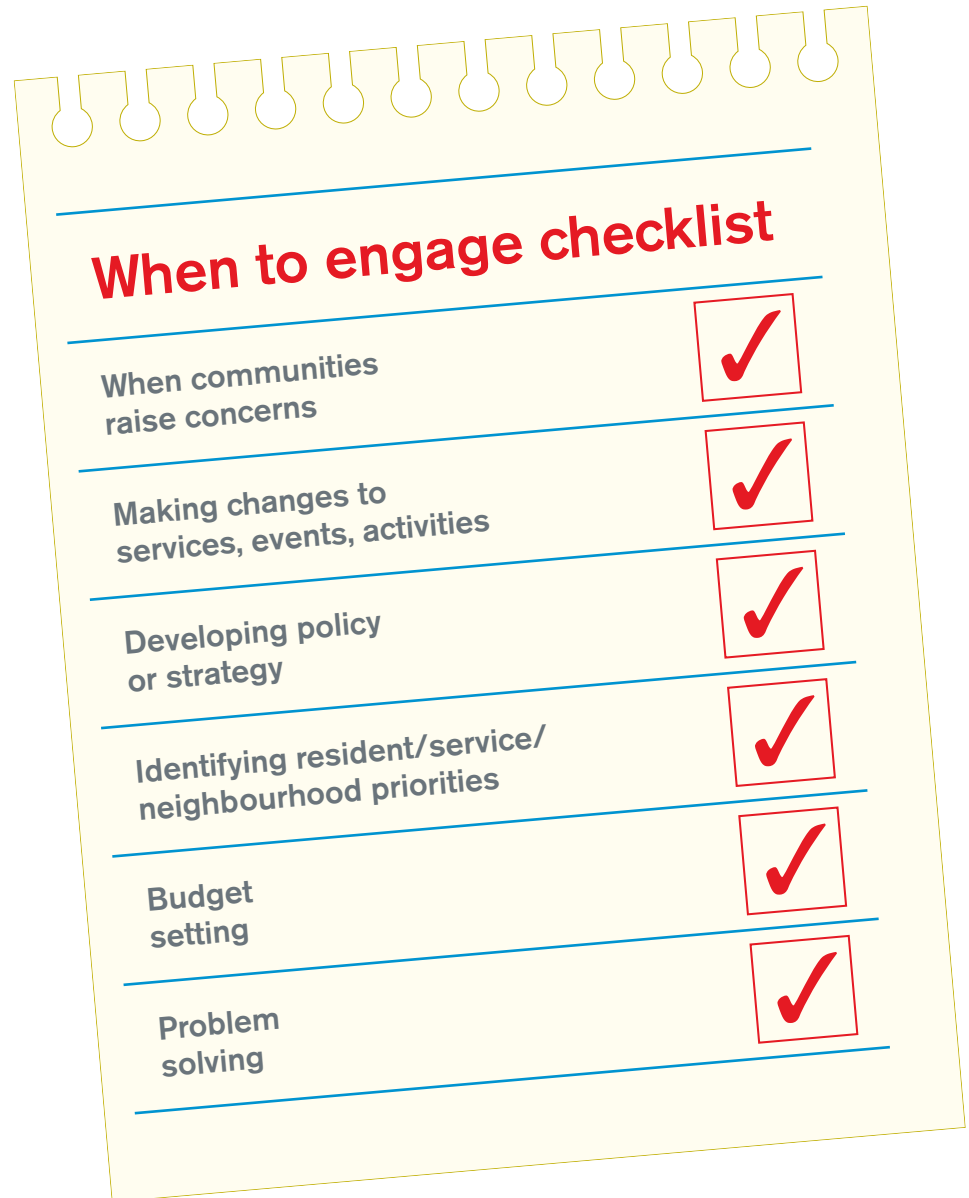 When to engage checklist
When communities
raise concerns
Making changes to
services, events, activities
Developing policy
or strategy
Identifying resident/service/
neighbourhood priorities
Budget
setting
Problem
solving